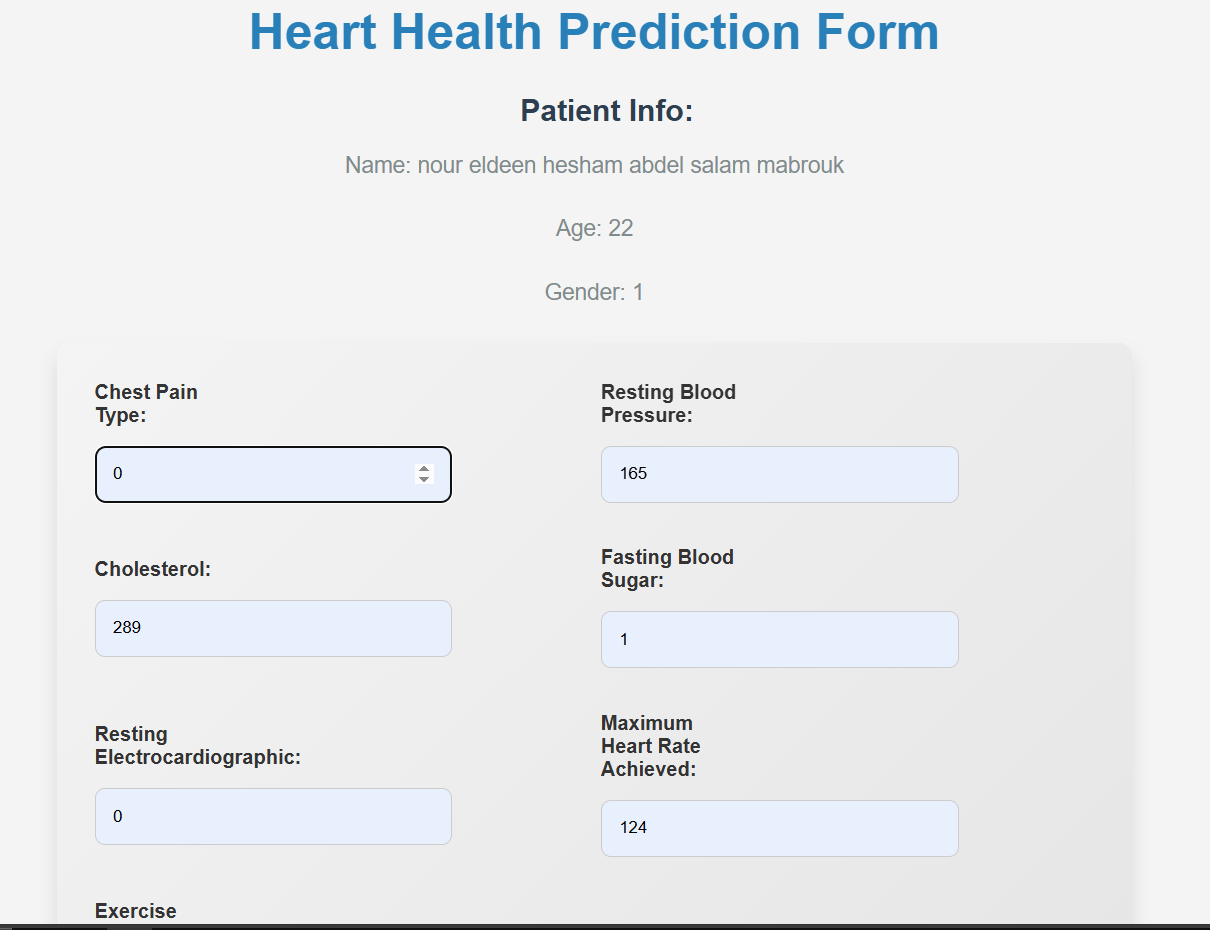 Heart Health Prediction Form
Patient Info:
Name: nour eldeen hesham abdel salam mabrouk
Age: 22
Gender: 1
Chest Pain
Type:
0
Resting Blood
Pressure:
165
Cholesterol:
289
Fasting Blood
Sugar:
1
Resting
Electrocardiographic:
0
Maximum
Heart Rate
Achieved:
124
Exercise